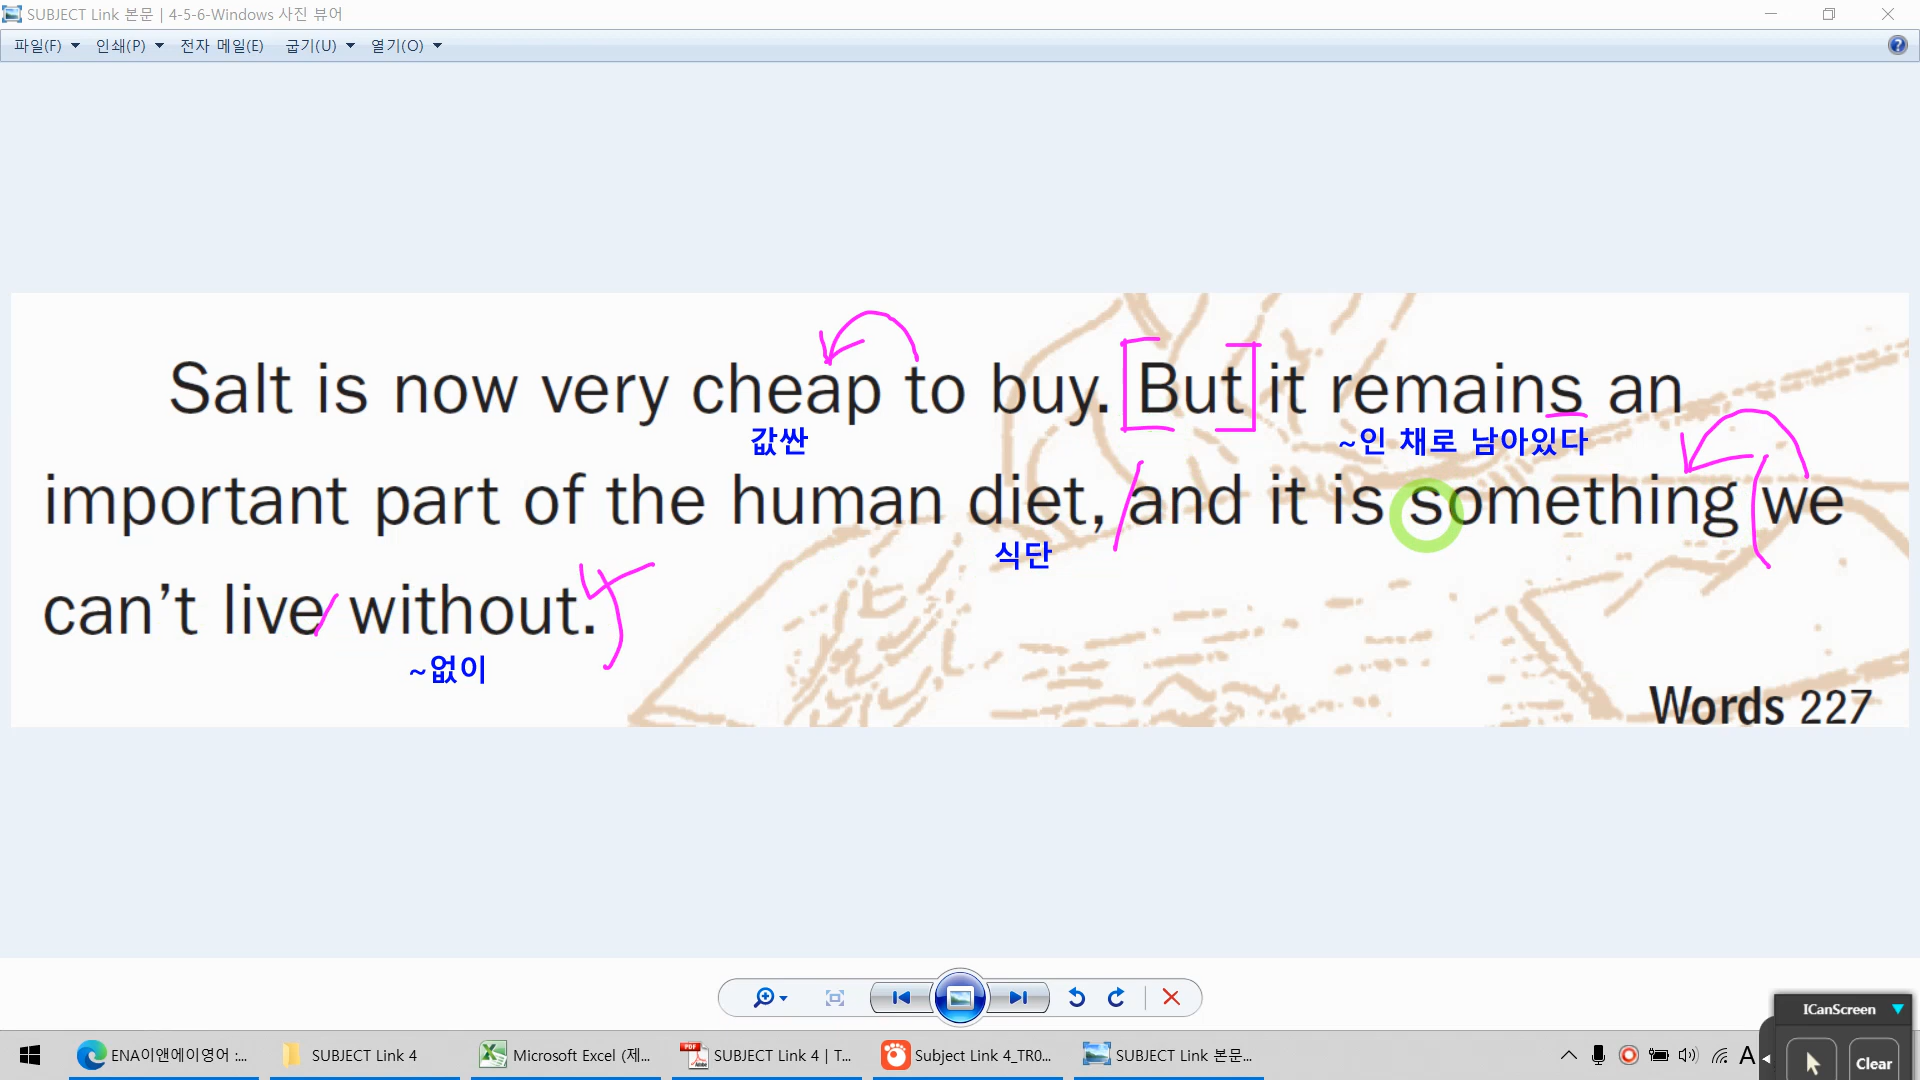 SUBJECT Link 본문 | 4-5-6-Windows 사진 뷰어
파일(F) 인쇄(P) 전자 메일(E) 굽기(U) 열기(O)
Salt is now very cheap to buy. But it remains an
값싼 ~인 채로 남아있다
important part of the human diet, and it is something we
식단
can't live without.
~없이
Words 227
ICanScreen
Clear
ENA이앤에이영어 :...
SUBJECT Link 4
Microsoft Excel (제...
SUBJECT Link 4 | T...
Subject Link 4_TR0...
SUBJECT Link 본문...
A